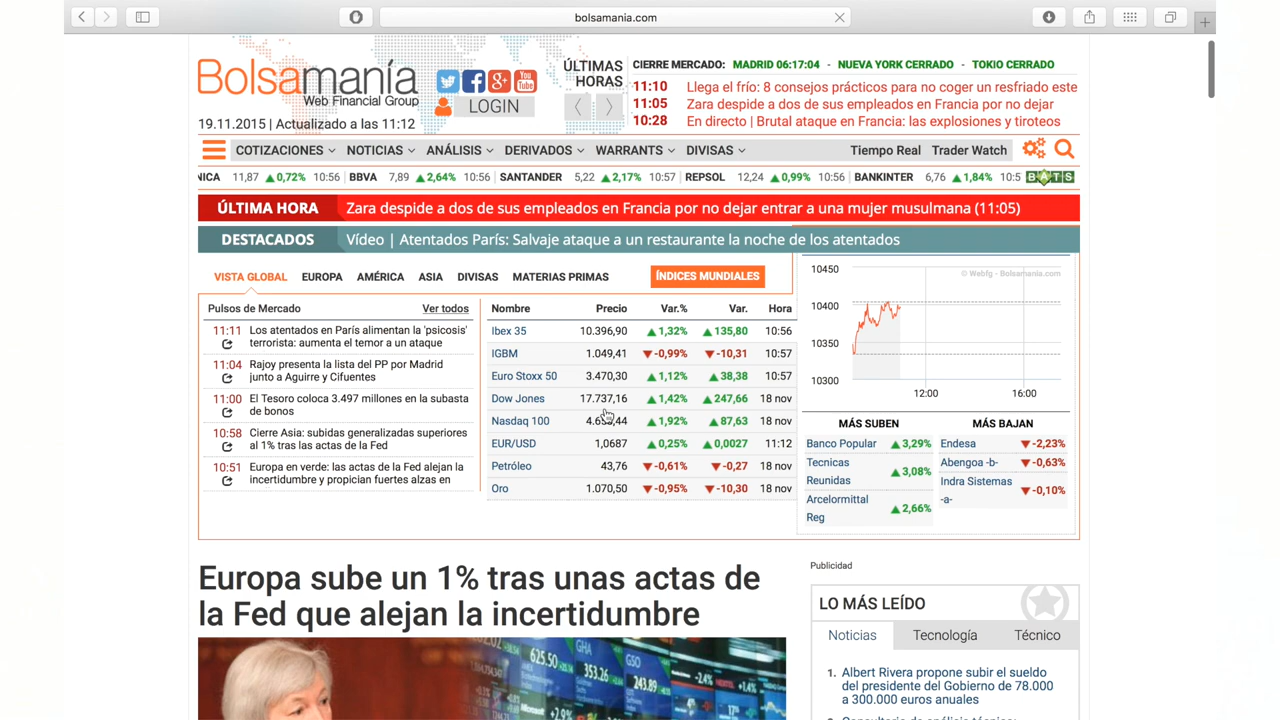 bolsamania.com
Bolsamanía
Web Financial Group
LOGIN
19.11.2015 | Actualizado a las 11:12
ÚLTIMAS
HORAS
CIERRE MERCADO: MADRID 06:17:04 - NUEVA YORK CERRADO - TOKIO CERRADO
11:10 Llega el frío: 8 consejos prácticos para no coger un resfriado este
11:05 Zara despide a dos de sus empleados en Francia por no dejar
10:28 En directo | Brutal ataque en Francia: las explosiones y tiroteos
COTIZACIONES NOTICIAS ANÁLISIS DERIVADOS WARRANTS DIVISAS Tiempo Real Trader Watch
NICA 11,87 0,72% 10:56 BBVA 7,89 2,64% 10:56 SANTANDER 5,22 2,17% 10:57 REPSOL 12,24 0,99% 10:56 BANKINTER 6,76 1,84% 10:5 BATS
ÚLTIMA HORA Zara despide a dos de sus empleados en Francia por no dejar entrar a una mujer musulmana (11:05)
DESTACADOS Vídeo | Atentados París: Salvaje ataque a un restaurante la noche de los atentados
VISTA GLOBAL EUROPA AMÉRICA ASIA DIVISAS MATERIAS PRIMAS ÍNDICES MUNDIALES
Pulsos de Mercado Ver todos
11:11 Los atentados en París alimentan la 'psicosis'
terrorista: aumenta el temor a un ataque
11:04 Rajoy presenta la lista del PP por Madrid
junto a Aguirre y Cifuentes
11:00 El Tesoro coloca 3.497 millones en la subasta
de bonos
10:58 Cierre Asia: subidas generalizadas superiores
al 1% tras las actas de la Fed
10:51 Europa en verde: las actas de la Fed alejan la
incertidumbre y propician fuertes alzas en
Nombre Precio Var.% Var. Hora
Ibex 35 10.396,90 1,32% 135,80 10:56
IGBM 1.049,41 -0,99% -10,31 10:57
Euro Stoxx 50 3.470,30 1,12% 38,38 10:57
Dow Jones 17.737,16 1,42% 247,66 18 nov
Nasdaq 100 1,92% 87,63 18 nov
EUR/USD 1,0687 0,25% 0,0027 11:12
Petróleo 43,76 -0,61% -0,27 18 nov
Oro 1.070,50 -0,95% -10,30 18 nov
© Webfg - Bolsamania.com
10450
10400
10350
10300
12:00 16:00
MÁS SUBEN
Banco Popular 3,29%
Tecnicas
Reunidas 3,08%
Arcelormittal
Reg 2,66%
MÁS BAJAN
Endesa -2,23%
Abengoa -b- -0,63%
Indra Sistemas
-a- -0,10%
Europa sube un 1% tras unas actas de
la Fed que alejan la incertidumbre
625.50
GHA
353.26
GSO
243.89
-2.4%
+1.4%
+2.9%
Publicidad
LO MÁS LEÍDO
Noticias Tecnología Técnico
1. Albert Rivera propone subir el sueldo
del presidente del Gobierno de 78.000
a 300.000 euros anuales